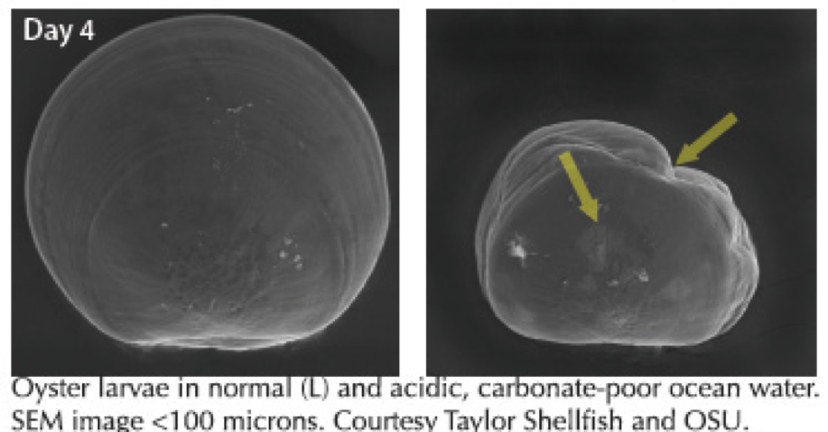 Day 4
Oyster larvae in normal (L) and acidic, carbonate-poor ocean water.
SEM image <100 microns. Courtesy Taylor Shellfish and OSU.